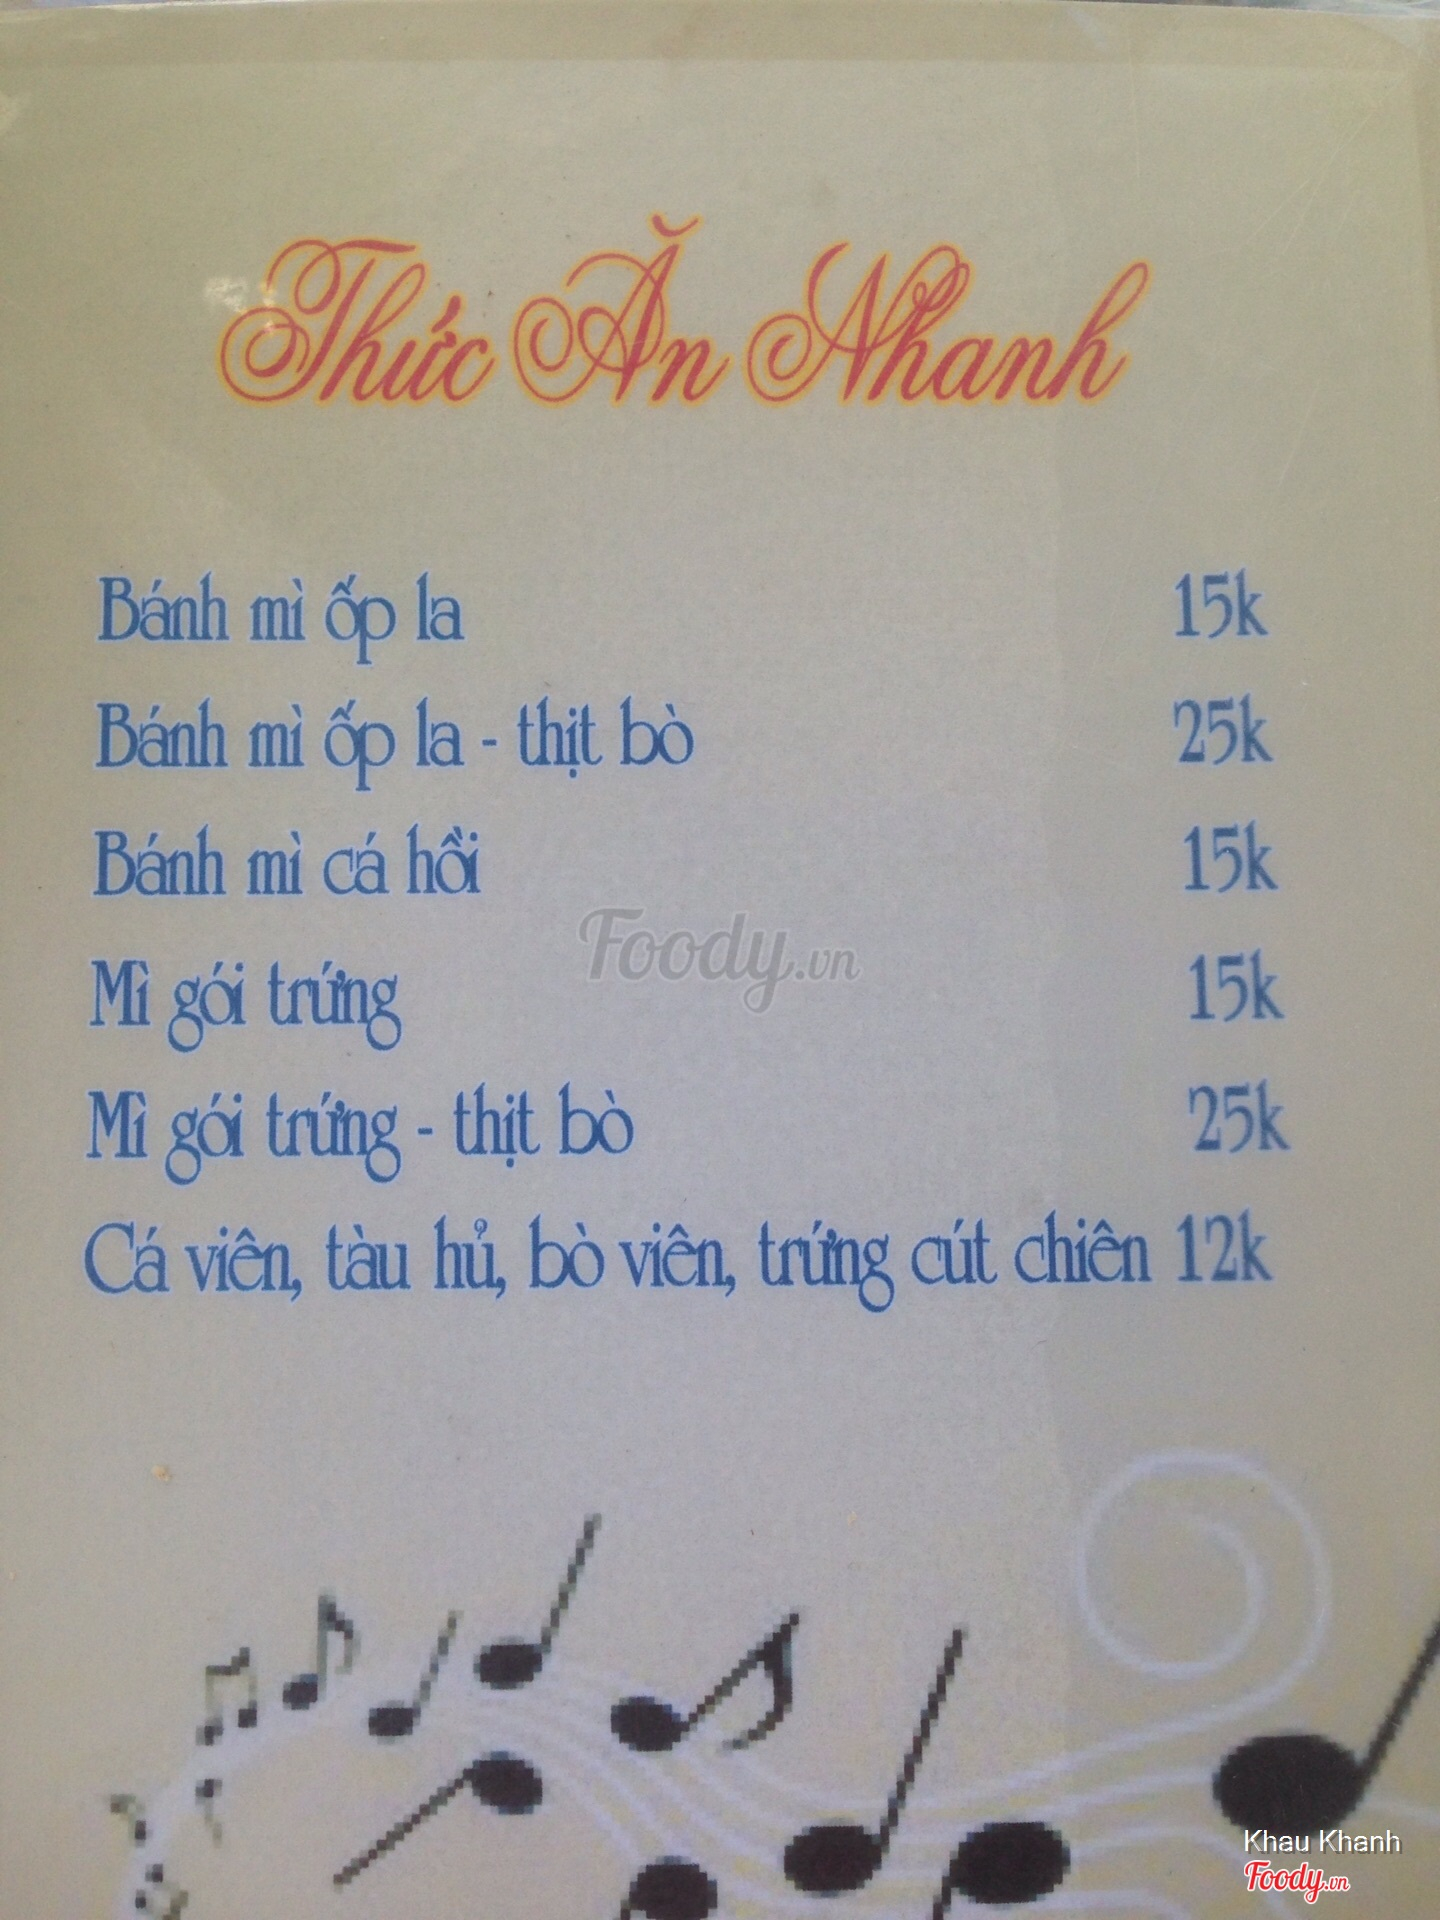 Thức Ăn Nhanh
Bánh mì ốp la 15k
Bánh mì ốp la - thịt bò 25k
Bánh mì cá hồi 15k
Foody.vn
Mì gói trứng 15k
Mì gói trứng - thịt bò 25k
Cá viên, tàu hủ, bò viên, trứng cút chiên 12k
Khau Khanh
Foody.vn